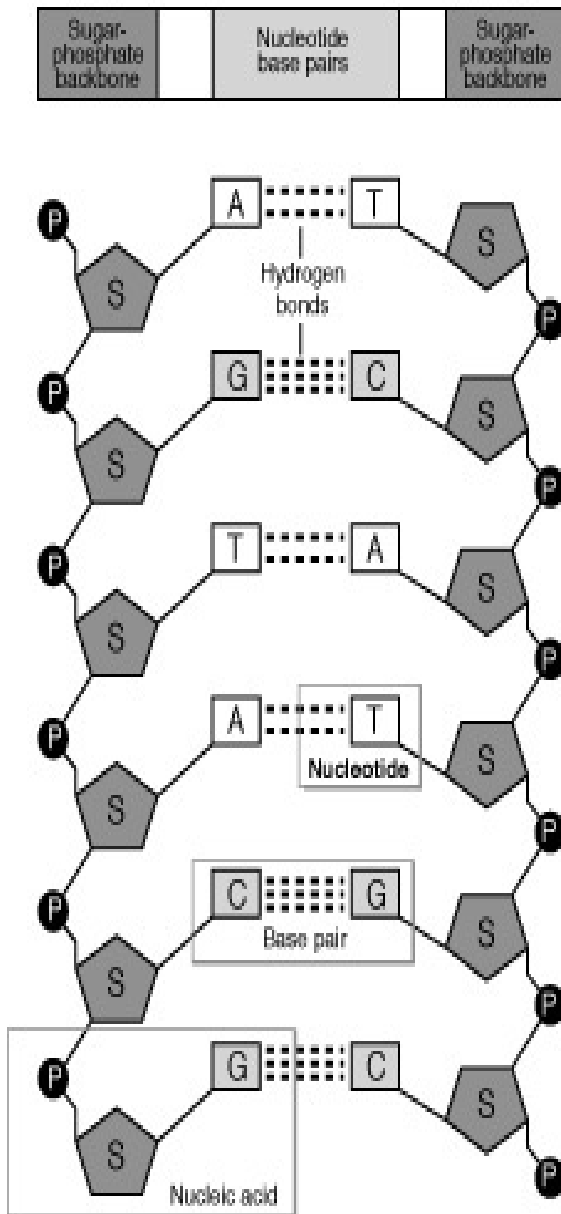 Sugar-
phosphate
backbone
Nucleotide
base pairs
Sugar-
phosphate
backbone
P A T S
S P
Hydrogen
bonds
P G C S
S P
P T A S
S P
P A T S
Nucleotide
S P
P C G S
Base pair
S P
P G C S
S P
Nucleic acid